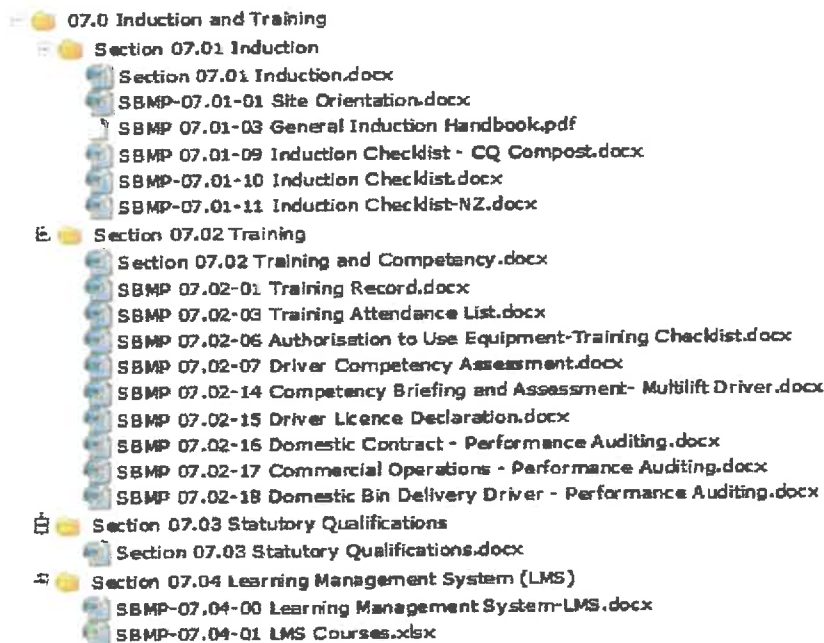 07.0 Induction and Training
Section 07.01 Induction
Section 07.01 Induction.docx
SBMP-07.01-01 Site Orientation.docx
SBMP 07.01-03 General Induction Handbook.pdf
SBMP 07.01-09 Induction Checklist - CQ Compost.docx
SBMP-07.01-10 Induction Checklist.docx
SBMP-07.01-11 Induction Checklist-NZ.docx
Section 07.02 Training
Section 07.02 Training and Competency.docx
SBMP 07.02-01 Training Record.docx
SBMP 07.02-03 Training Attendance List.docx
SBMP 07.02-06 Authorisation to Use Equipment-Training Checklist.docx
SBMP 07.02-07 Driver Competency Assessment.docx
SBMP 07.02-14 Competency Briefing and Assessment- Multilift Driver.docx
SBMP 07.02-15 Driver Licence Declaration.docx
SBMP 07.02-16 Domestic Contract - Performance Auditing.docx
SBMP 07.02-17 Commercial Operations - Performance Auditing.docx
SBMP 07.02-18 Domestic Bin Delivery Driver - Performance Auditing.docx
Section 07.03 Statutory Qualifications
Section 07.03 Statutory Qualifications.docx
Section 07.04 Learning Management System (LMS)
SBMP-07.04-00 Learning Management System-LMS.docx
SBMP-07.04-01 LMS Courses.xlsx